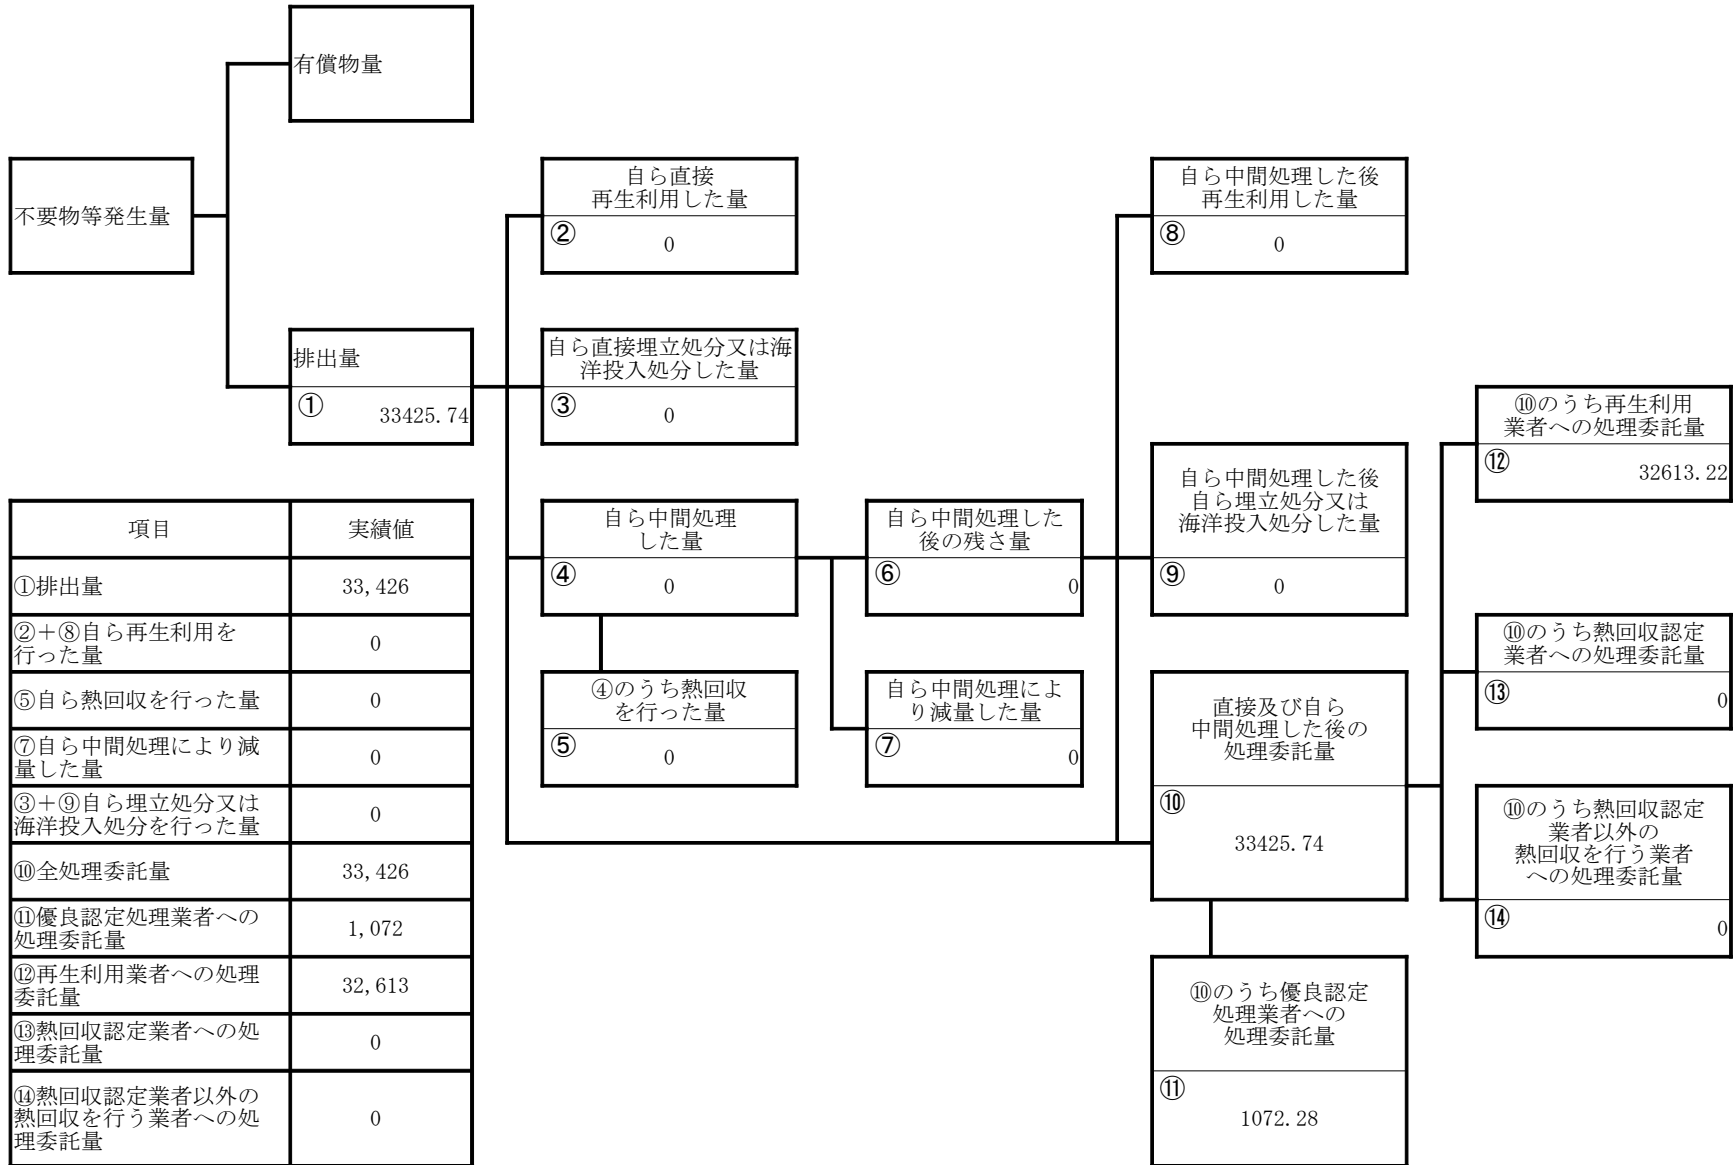 有償物量
不要物等発生量
自ら直接
再生利用した量
②
0
自ら中間処理した後
再生利用した量
⑧
0
排出量
①
33425.74
自ら直接埋立処分又は海
洋投入処分した量
③
0
⑩のうち再生利用
業者への処理委託量
⑫
32613.22
自ら中間処理
した量
④
0
自ら中間処理した
後の残さ量
⑥
0
自ら中間処理した後
自ら埋立処分又は
海洋投入処分した量
⑨
0
⑩のうち熱回収認定
業者への処理委託量
⑬
0
④のうち熱回収
を行った量
⑤
0
自ら中間処理によ
り減量した量
⑦
0
直接及び自ら
中間処理した後の
処理委託量
⑩
33425.74
⑩のうち熱回収認定
業者以外の
熱回収を行う業者
への処理委託量
⑭
0
⑩のうち優良認定
処理業者への
処理委託量
⑪
1072.28
項目 実績値
①排出量 33,426
②+⑧自ら再生利用を
行った量 0
⑤自ら熱回収を行った量 0
⑦自ら中間処理により減
量した量 0
③+⑨自ら埋立処分又は
海洋投入処分を行った量 0
⑩全処理委託量 33,426
⑪優良認定処理業者への
処理委託量 1,072
⑫再生利用業者への処理
委託量 32,613
⑬熱回収認定業者への処
理委託量 0
⑭熱回収認定業者以外の
熱回収を行う業者への処
理委託量 0